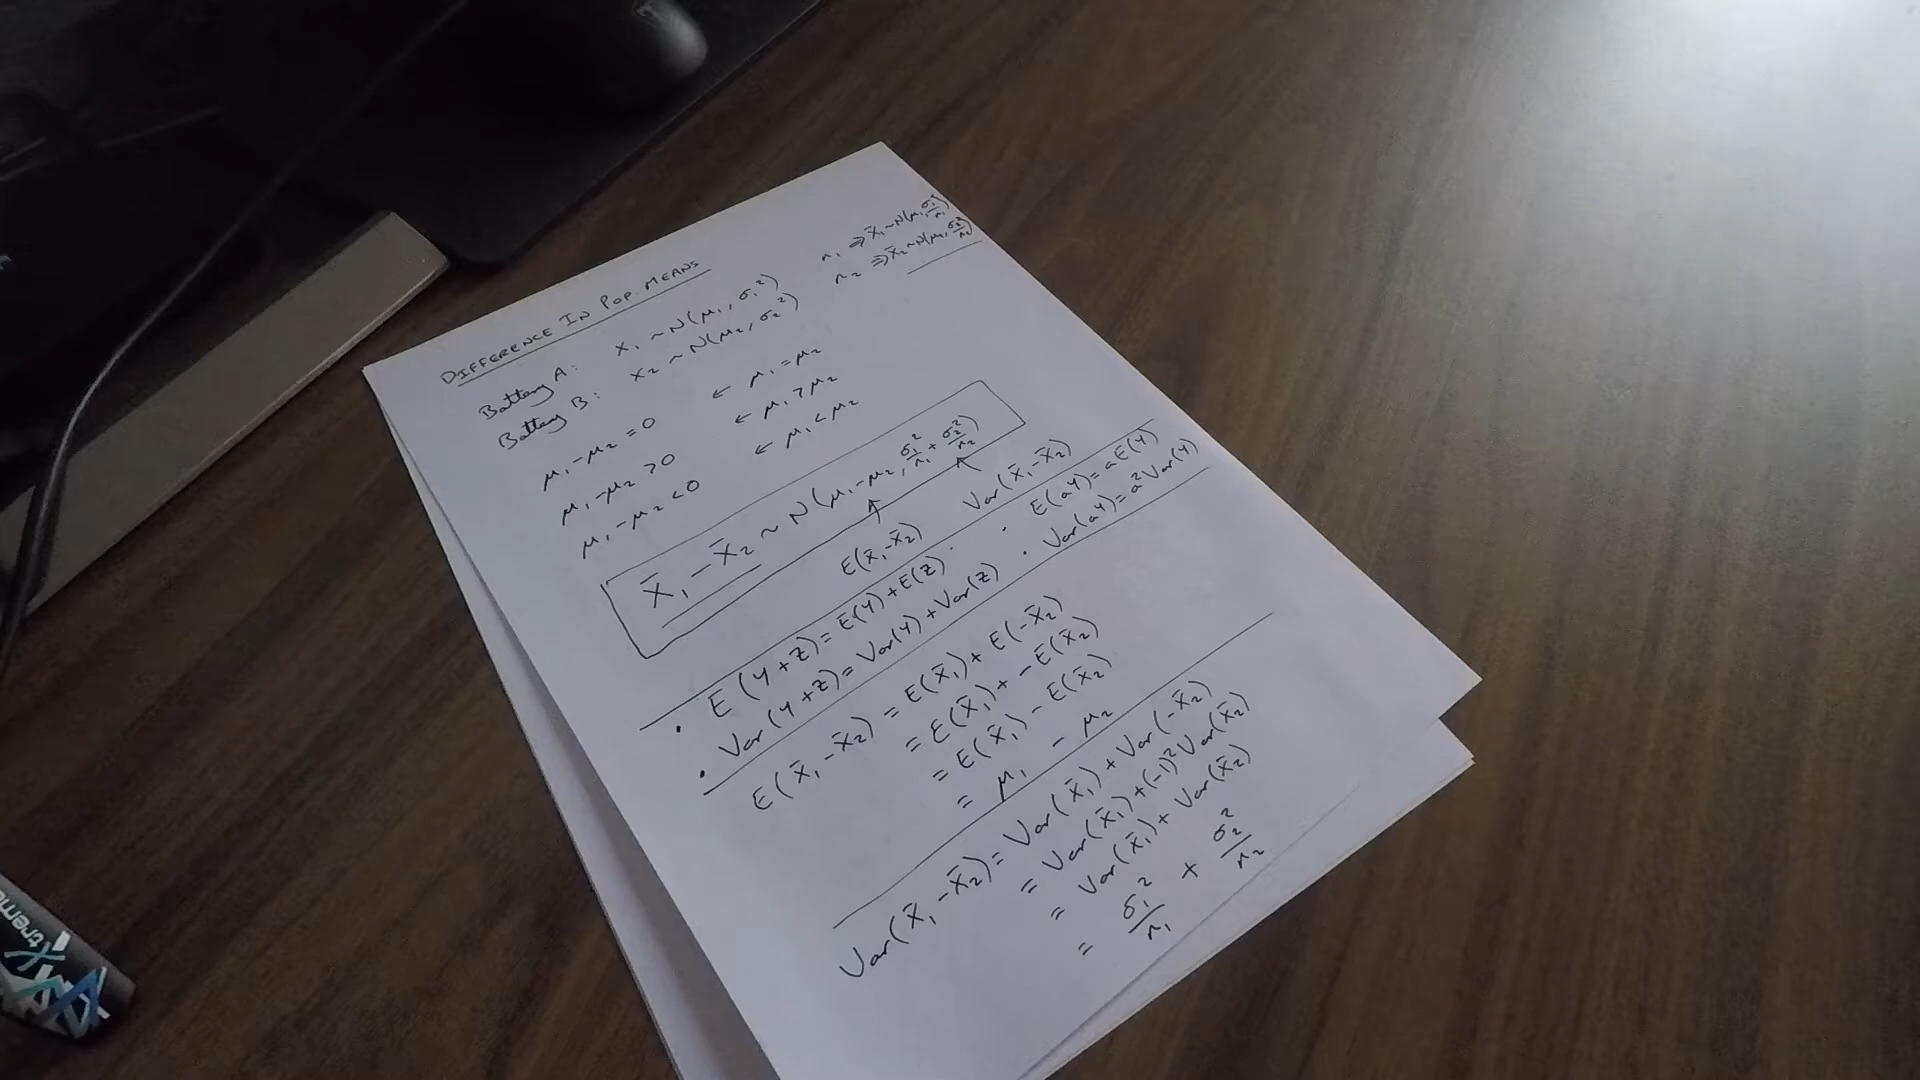 DIFFERENCE IN POP. MEANS
Battery A: X₁ ~ N(μ₁, σ₁²) n₁ ⇒ X̄₁ ~ N(μ₁, σ₁²/n₁)
Battery B: X₂ ~ N(μ₂, σ₂²) n₂ ⇒ X̄₂ ~ N(μ₂, σ₂²/n₂)
μ₁ - μ₂ = 0 ← μ₁ = μ₂
μ₁ - μ₂ > 0 ← μ₁ > μ₂
μ₁ - μ₂ < 0 ← μ₁ < μ₂
X̄₁ - X̄₂ ~ N(μ₁ - μ₂, σ₁²/n₁ + σ₂²/n₂)
E(X̄₁ - X̄₂) Var(X̄₁ - X̄₂)
• E(Y + Z) = E(Y) + E(Z) • E(aY) = aE(Y)
• Var(Y + Z) = Var(Y) + Var(Z) • Var(aY) = a²Var(Y)
E(X̄₁ - X̄₂) = E(X̄₁) + E(-X̄₂)
= E(X̄₁) + -E(X̄₂)
= E(X̄₁) - E(X̄₂)
= μ₁ - μ₂
Var(X̄₁ - X̄₂) = Var(X̄₁) + Var(-X̄₂)
= Var(X̄₁) + (-1)²Var(X̄₂)
= Var(X̄₁) + Var(X̄₂)
= σ₁²/n₁ + σ₂²/n₂